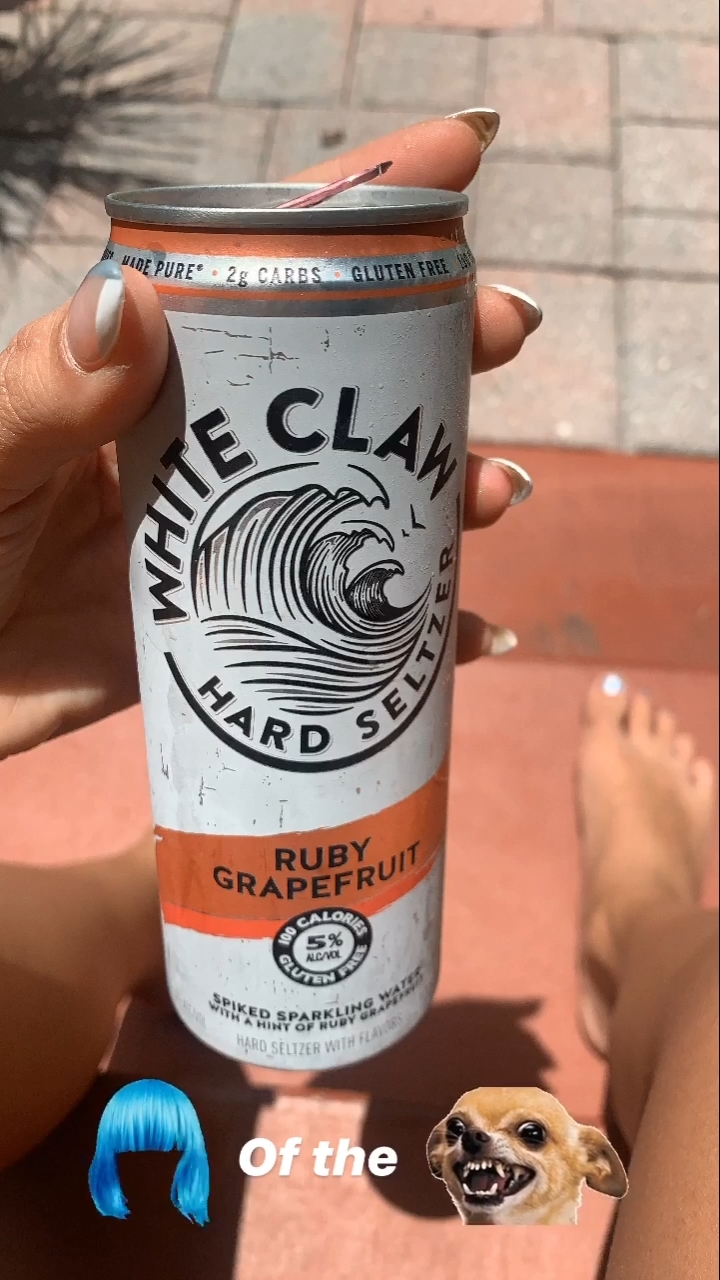 MADE PURE® • 2g CARBS • GLUTEN FREE
WHITE CLAW
HARD SELTZER
RUBY
GRAPEFRUIT
100 CALORIES
5%
ALC/VOL
GLUTEN FREE
SPIKED SPARKLING WATER
WITH A HINT OF RUBY GRAPEFRUIT
HARD SELTZER WITH FLAVORS
Of the